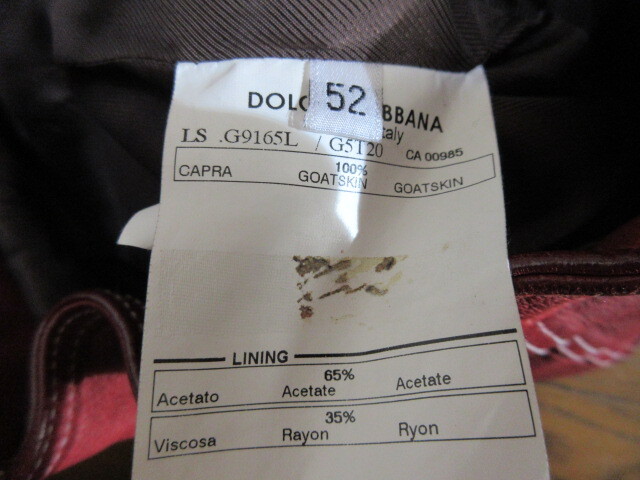 DOLC 52 BBANA
taly
LS .G9165L / G5T20 CA 00985
100%
CAPRA GOATSKIN GOATSKIN
LINING
65%
Acetato Acetate Acetate
35%
Viscosa Rayon Ryon